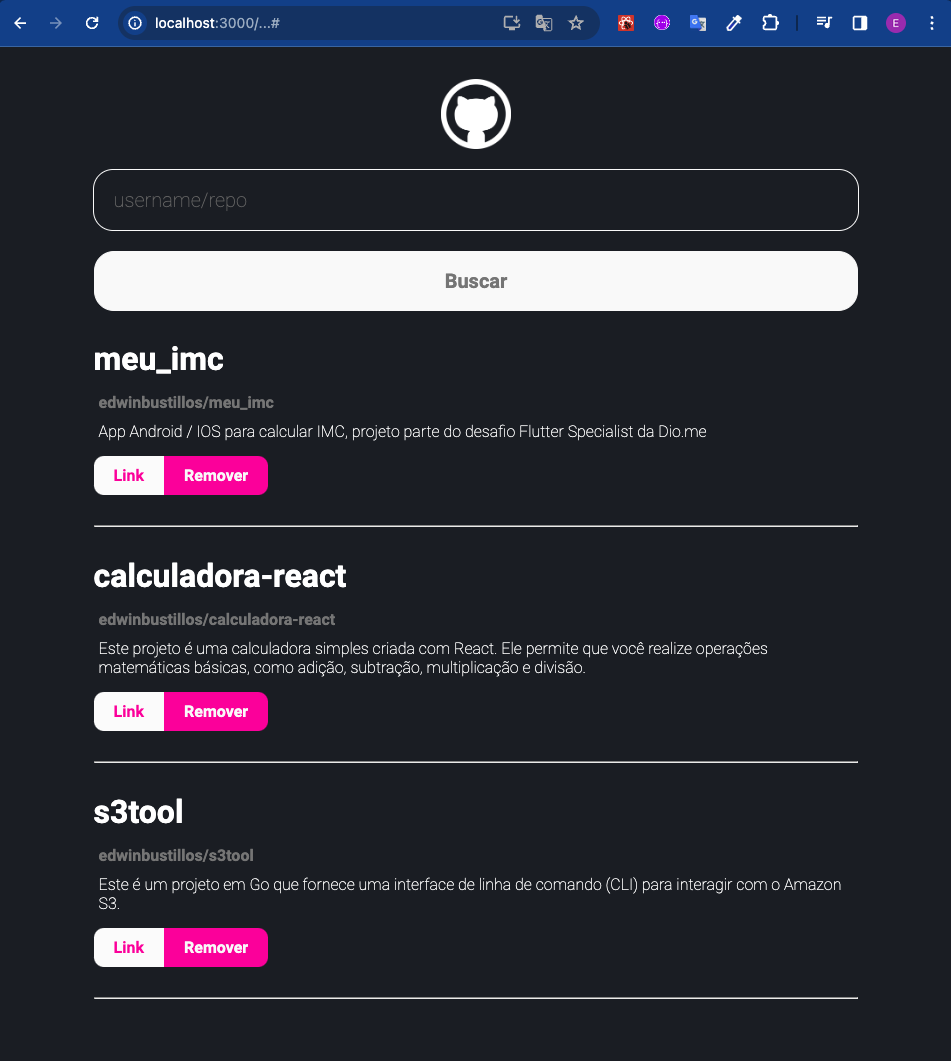 localhost:3000/...#
E
username/repo
Buscar
meu_imc
edwinbustillos/meu_imc
App Android / IOS para calcular IMC, projeto parte do desafio Flutter Specialist da Dio.me
Link Remover
calculadora-react
edwinbustillos/calculadora-react
Este projeto é uma calculadora simples criada com React. Ele permite que você realize operações
matemáticas básicas, como adição, subtração, multiplicação e divisão.
Link Remover
s3tool
edwinbustillos/s3tool
Este é um projeto em Go que fornece uma interface de linha de comando (CLI) para interagir com o Amazon
S3.
Link Remover